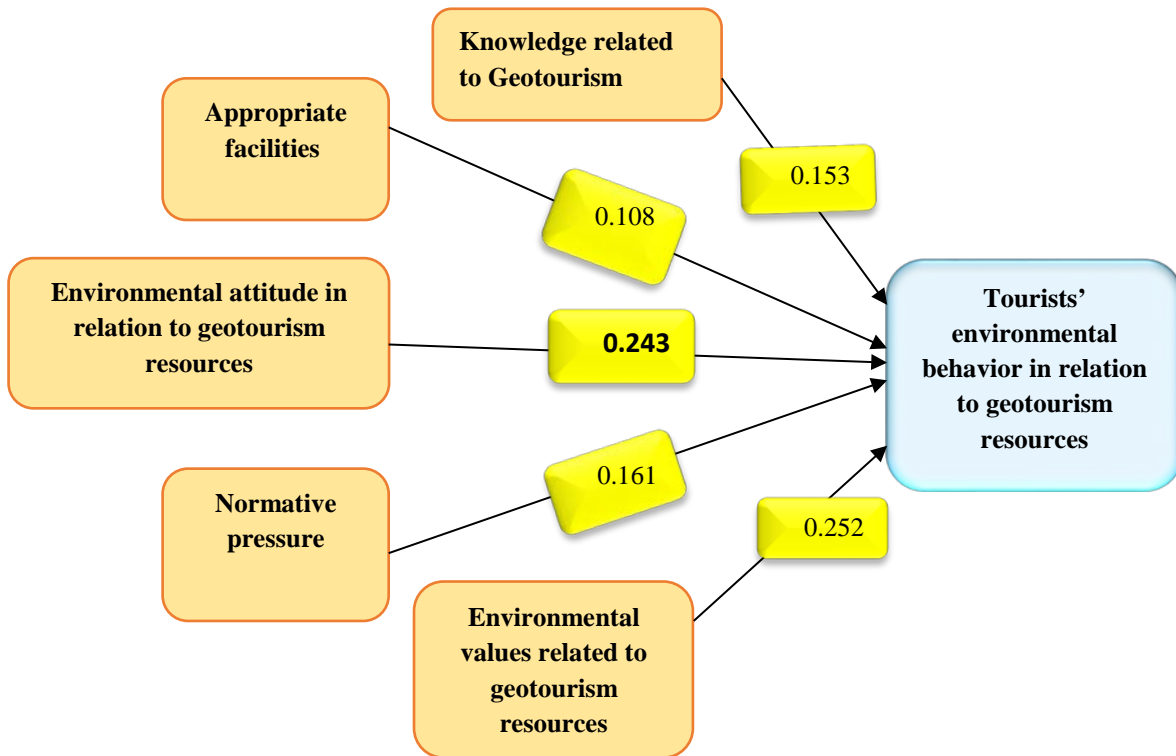 Knowledge related
to Geotourism
Appropriate
facilities
0.153
0.108
Environmental attitude in
relation to geotourism
resources
0.243
Tourists’
environmental
behavior in relation
to geotourism
resources
Normative
pressure
0.161
0.252
Environmental
values related to
geotourism
resources